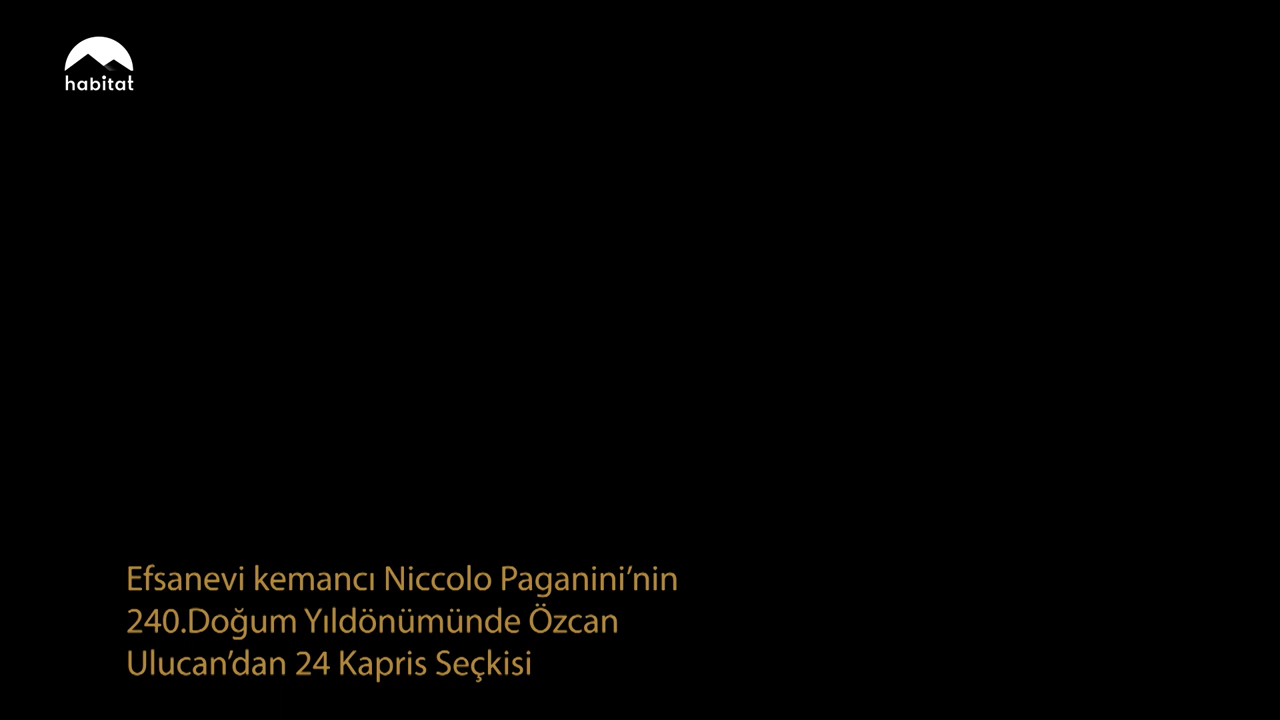 habitat
Efsanevi kemancı Niccolo Paganini’nin
240.Doğum Yıldönümünde Özcan
Ulucan’dan 24 Kapris Seçkisi